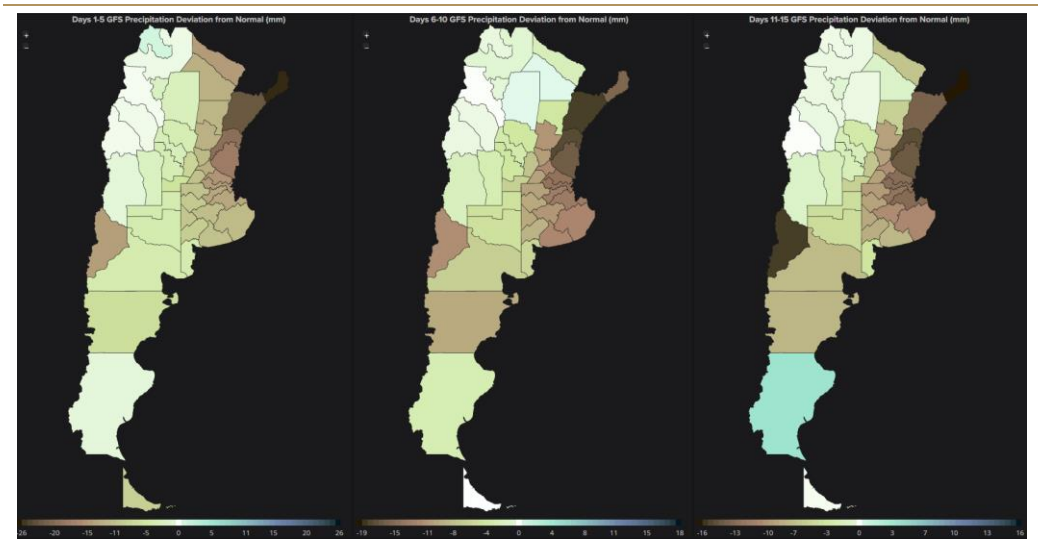 Days 1-5 GFS Precipitation Deviation from Normal (mm)
Days 6-10 GFS Precipitation Deviation from Normal (mm)
Days 11-15 GFS Precipitation Deviation from Normal (mm)
+ + +
- - -
-26 -20 -15 -11 -5 0 5 11 15 20 26
-19 -15 -11 -8 -4 0 4 8 11 15 18
-16 -13 -10 -7 -3 0 3 7 10 13 16